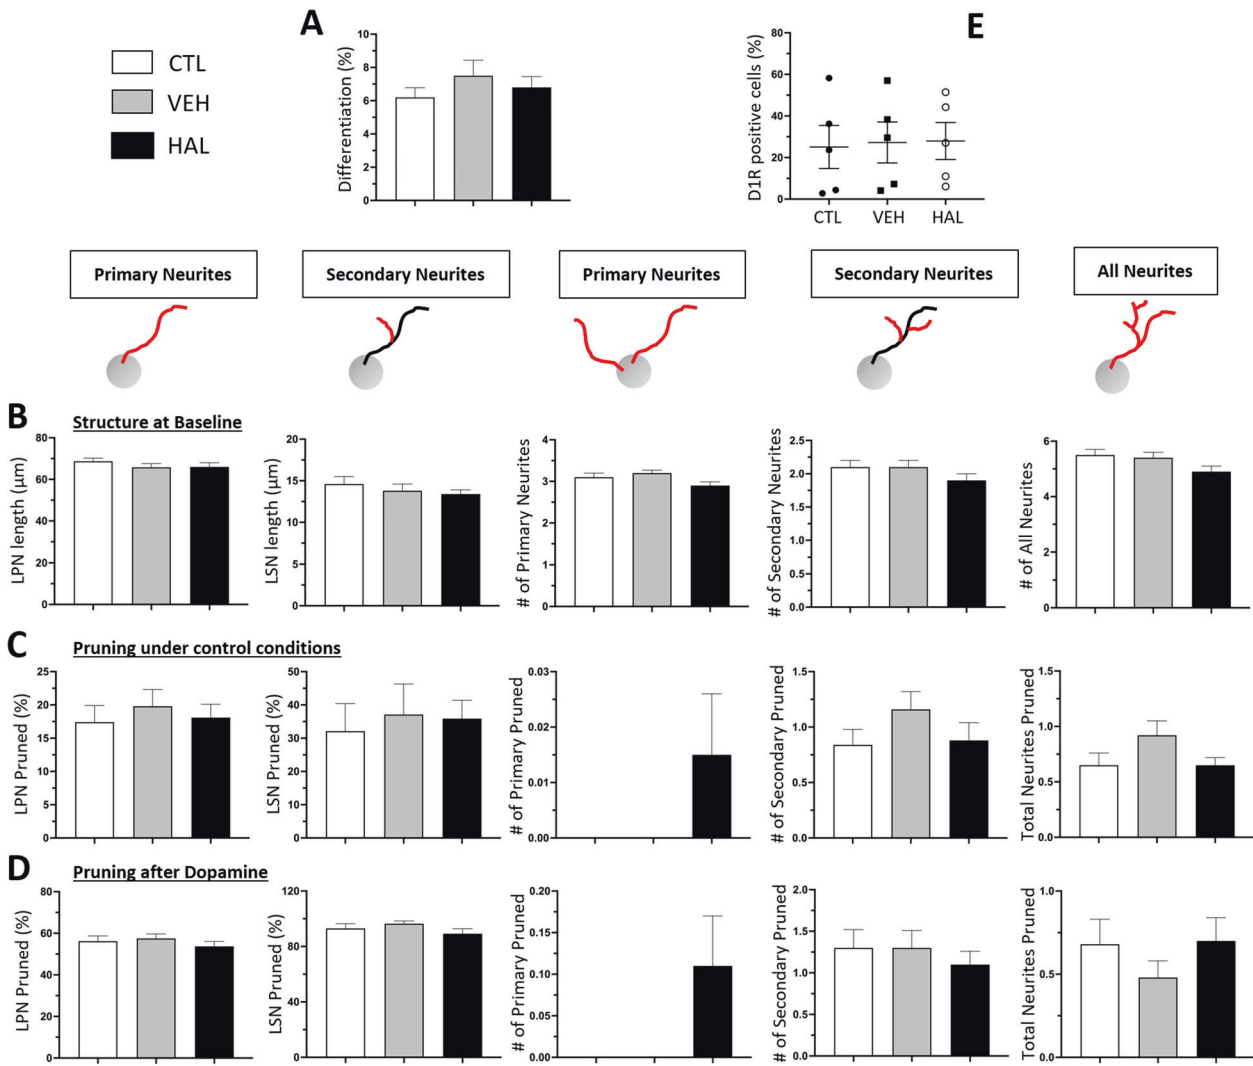 A
E
CTL
VEH
HAL
Differentiation (%)
10
8
6
4
2
0
D1R positive cells (%)
80
60
40
20
0
CTL VEH HAL
Primary Neurites
Secondary Neurites
Primary Neurites
Secondary Neurites
All Neurites
B
Structure at Baseline
LPN length (µm)
80
70
60
50
40
30
20
10
0
LSN length (µm)
20
15
10
5
0
# of Primary Neurites
4
3
2
1
0
# of Secondary Neurites
2.5
2.0
1.5
1.0
0.5
0.0
# of All Neurites
6
4
2
0
C
Pruning under control conditions
LPN Pruned (%)
25
20
15
10
5
0
LSN Pruned (%)
50
40
30
20
10
0
# of Primary Pruned
0.03
0.02
0.01
0.00
# of Secondary Pruned
1.5
1.0
0.5
0.0
Total Neurites Pruned
1.5
1.0
0.5
0.0
D
Pruning after Dopamine
LPN Pruned (%)
80
60
40
20
0
LSN Pruned (%)
120
80
40
0
# of Primary Pruned
0.20
0.15
0.10
0.05
0.00
# of Secondary Pruned
2.0
1.5
1.0
0.5
0.0
Total Neurites Pruned
1.0
0.5
0.0